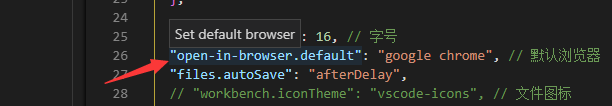 24 },
Set default browser
25 : 16, // 字号
26 "open-in-browser.default": "google chrome", // 默认浏览器
27 "files.autoSave": "afterDelay",
28 // "workbench.iconTheme": "vscode-icons", // 文件图标